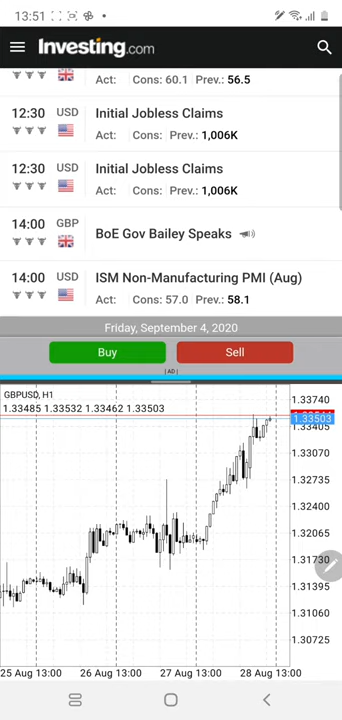 13:51
Investing.com
Act: Cons: 60.1 Prev.: 56.5
12:30 USD Initial Jobless Claims
Act: Prev.: 1,006K
12:30 USD Initial Jobless Claims
Act: Cons: Prev.: 1,006K
14:00 GBP
BoE Gov Bailey Speaks
14:00 USD ISM Non-Manufacturing PMI (Aug)
Act: Cons: 57.0 Prev.: 58.1
Friday, September 4, 2020
Buy Sell
[AD]
GBPUSD, H1
1.33485 1.33532 1.33462 1.33503
1.33740
1.33503
1.33405
1.33070
1.32735
1.32400
1.32065
1.31730
1.31395
1.31060
1.30725
25 Aug 13:00 26 Aug 13:00 27 Aug 13:00 28 Aug 13:00